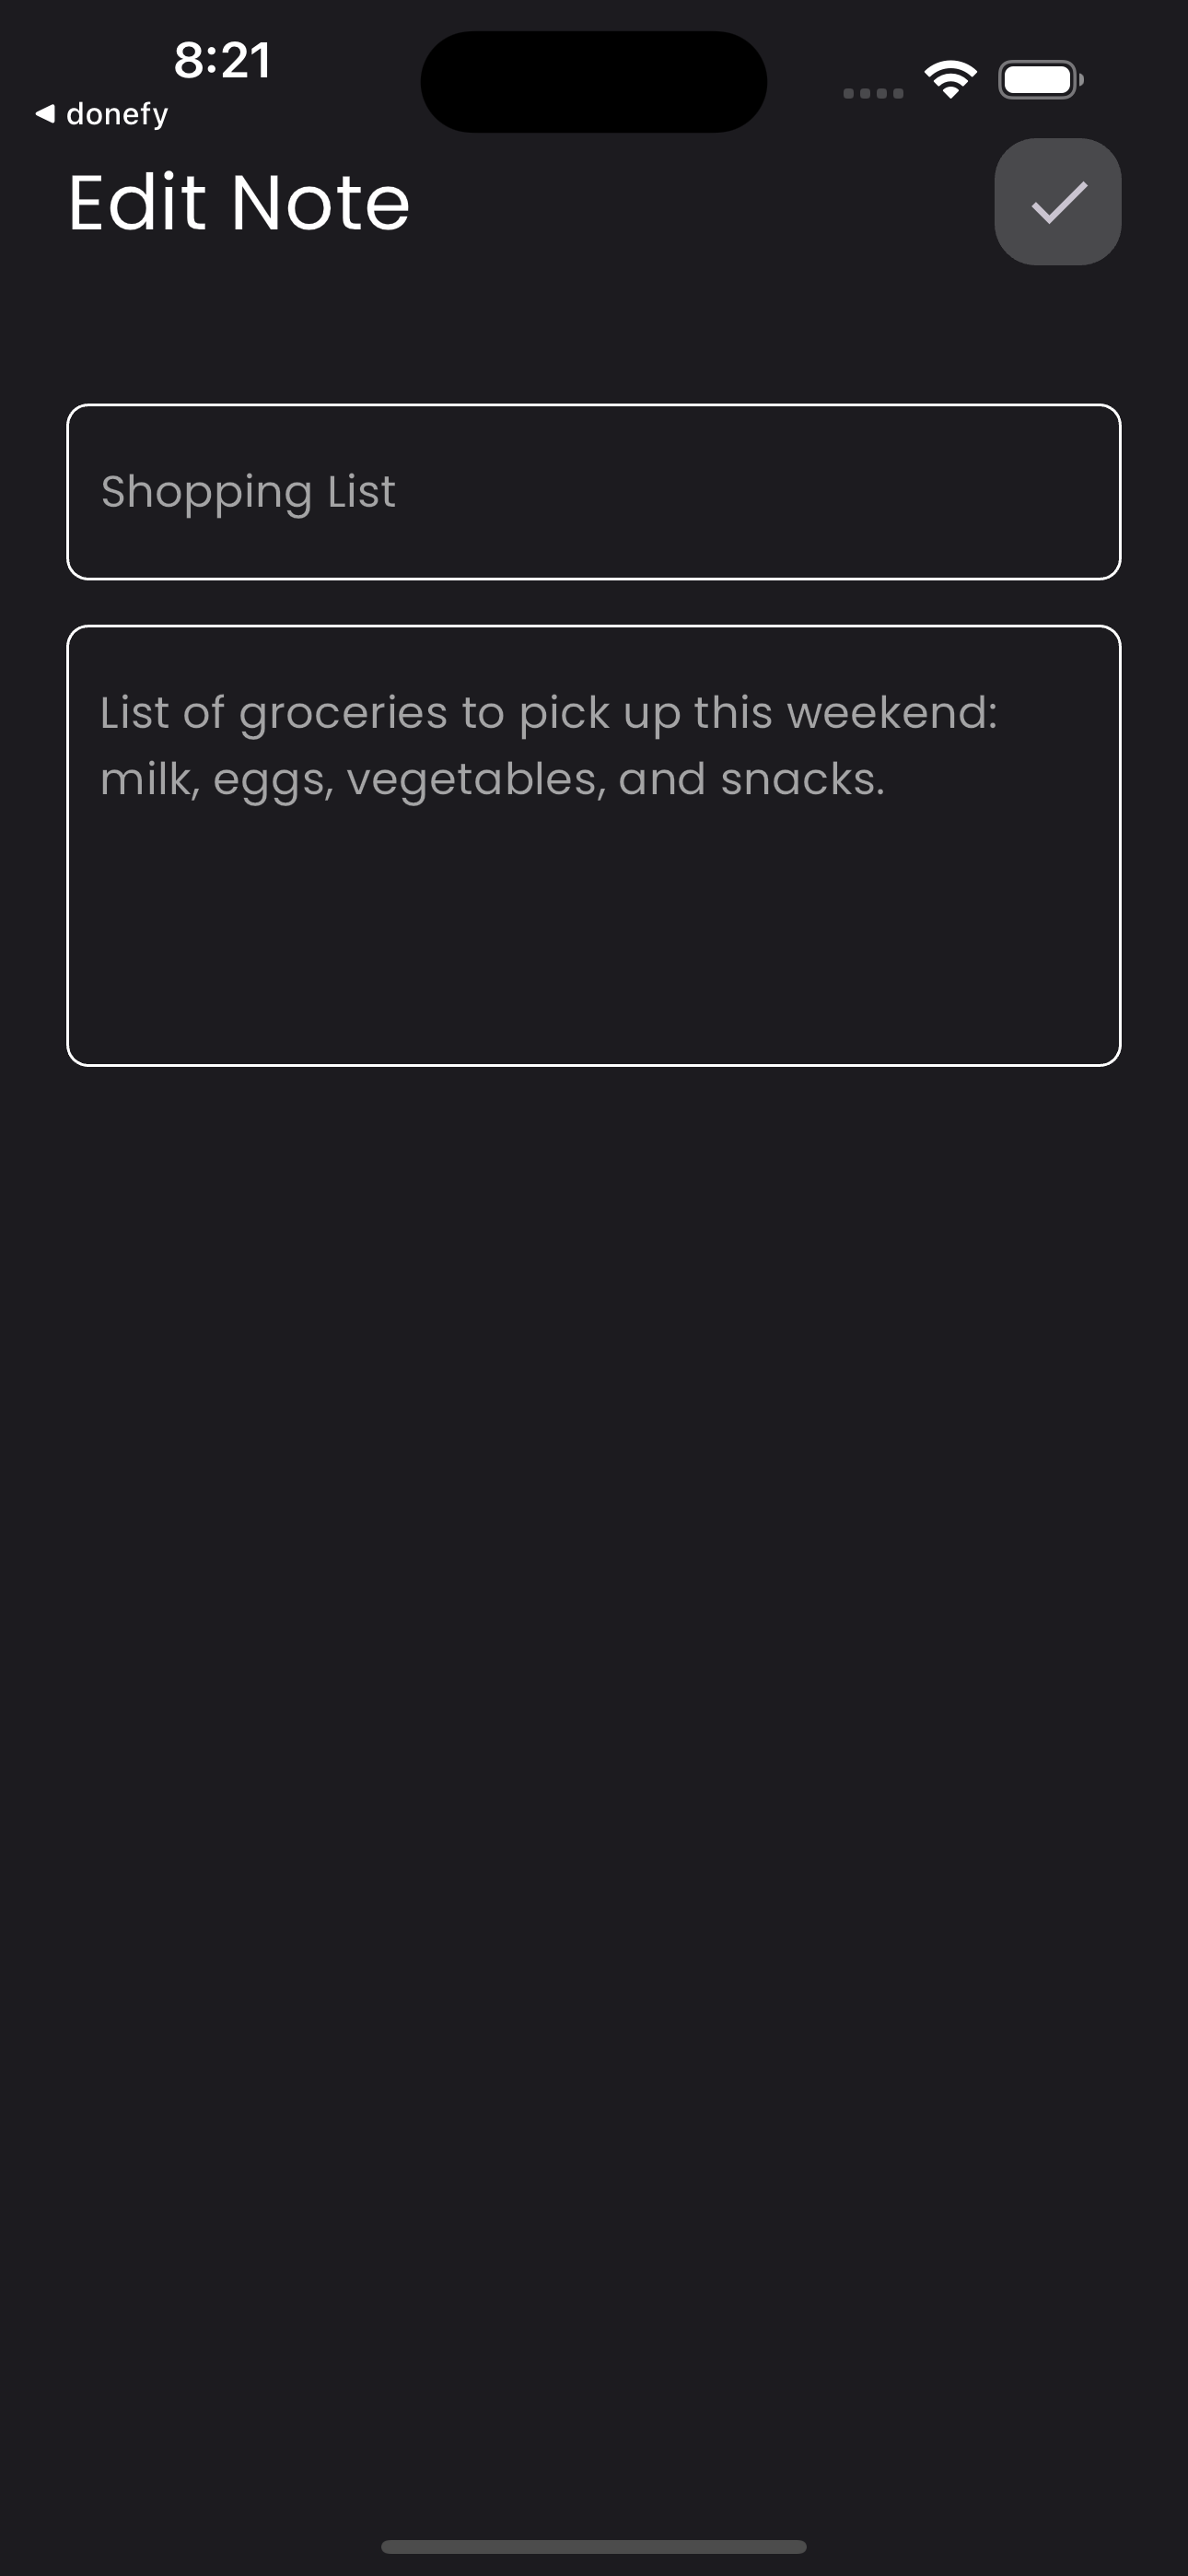 8:21
donefy
Edit Note
Shopping List
List of groceries to pick up this weekend:
milk, eggs, vegetables, and snacks.